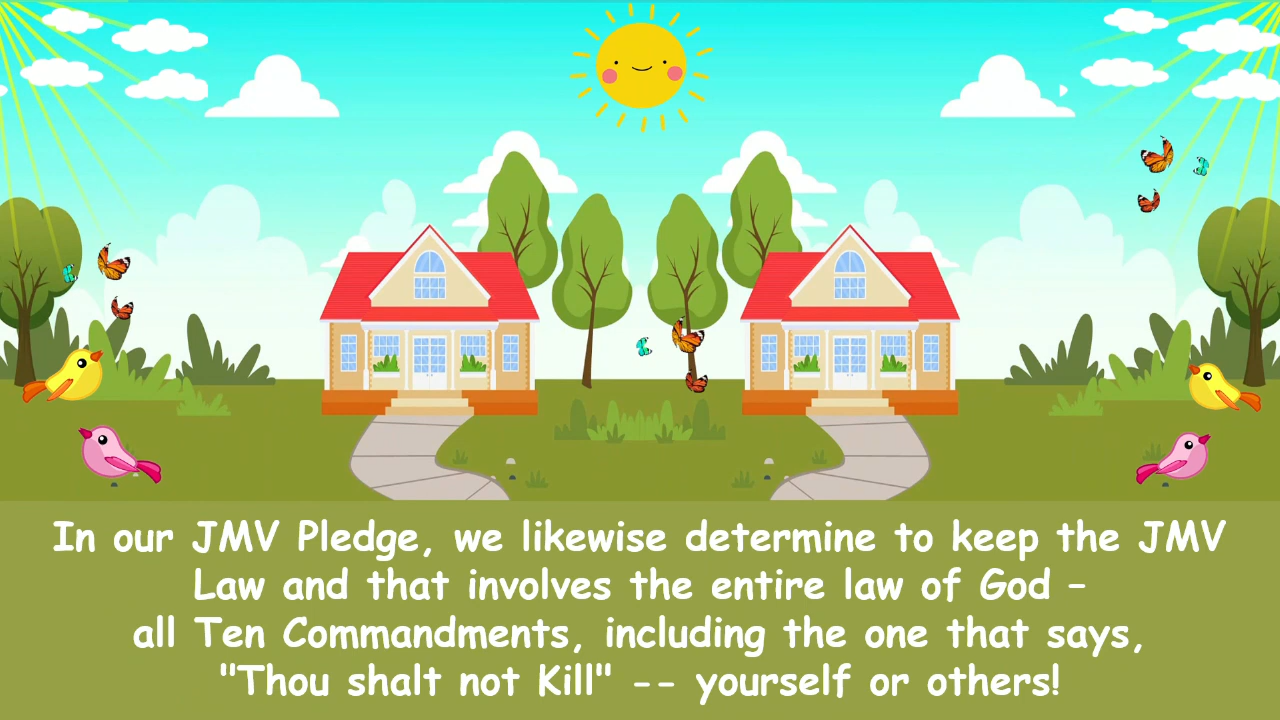 In our JMV Pledge, we likewise determine to keep the JMV
Law and that involves the entire law of God –
all Ten Commandments, including the one that says,
"Thou shalt not Kill" -- yourself or others!